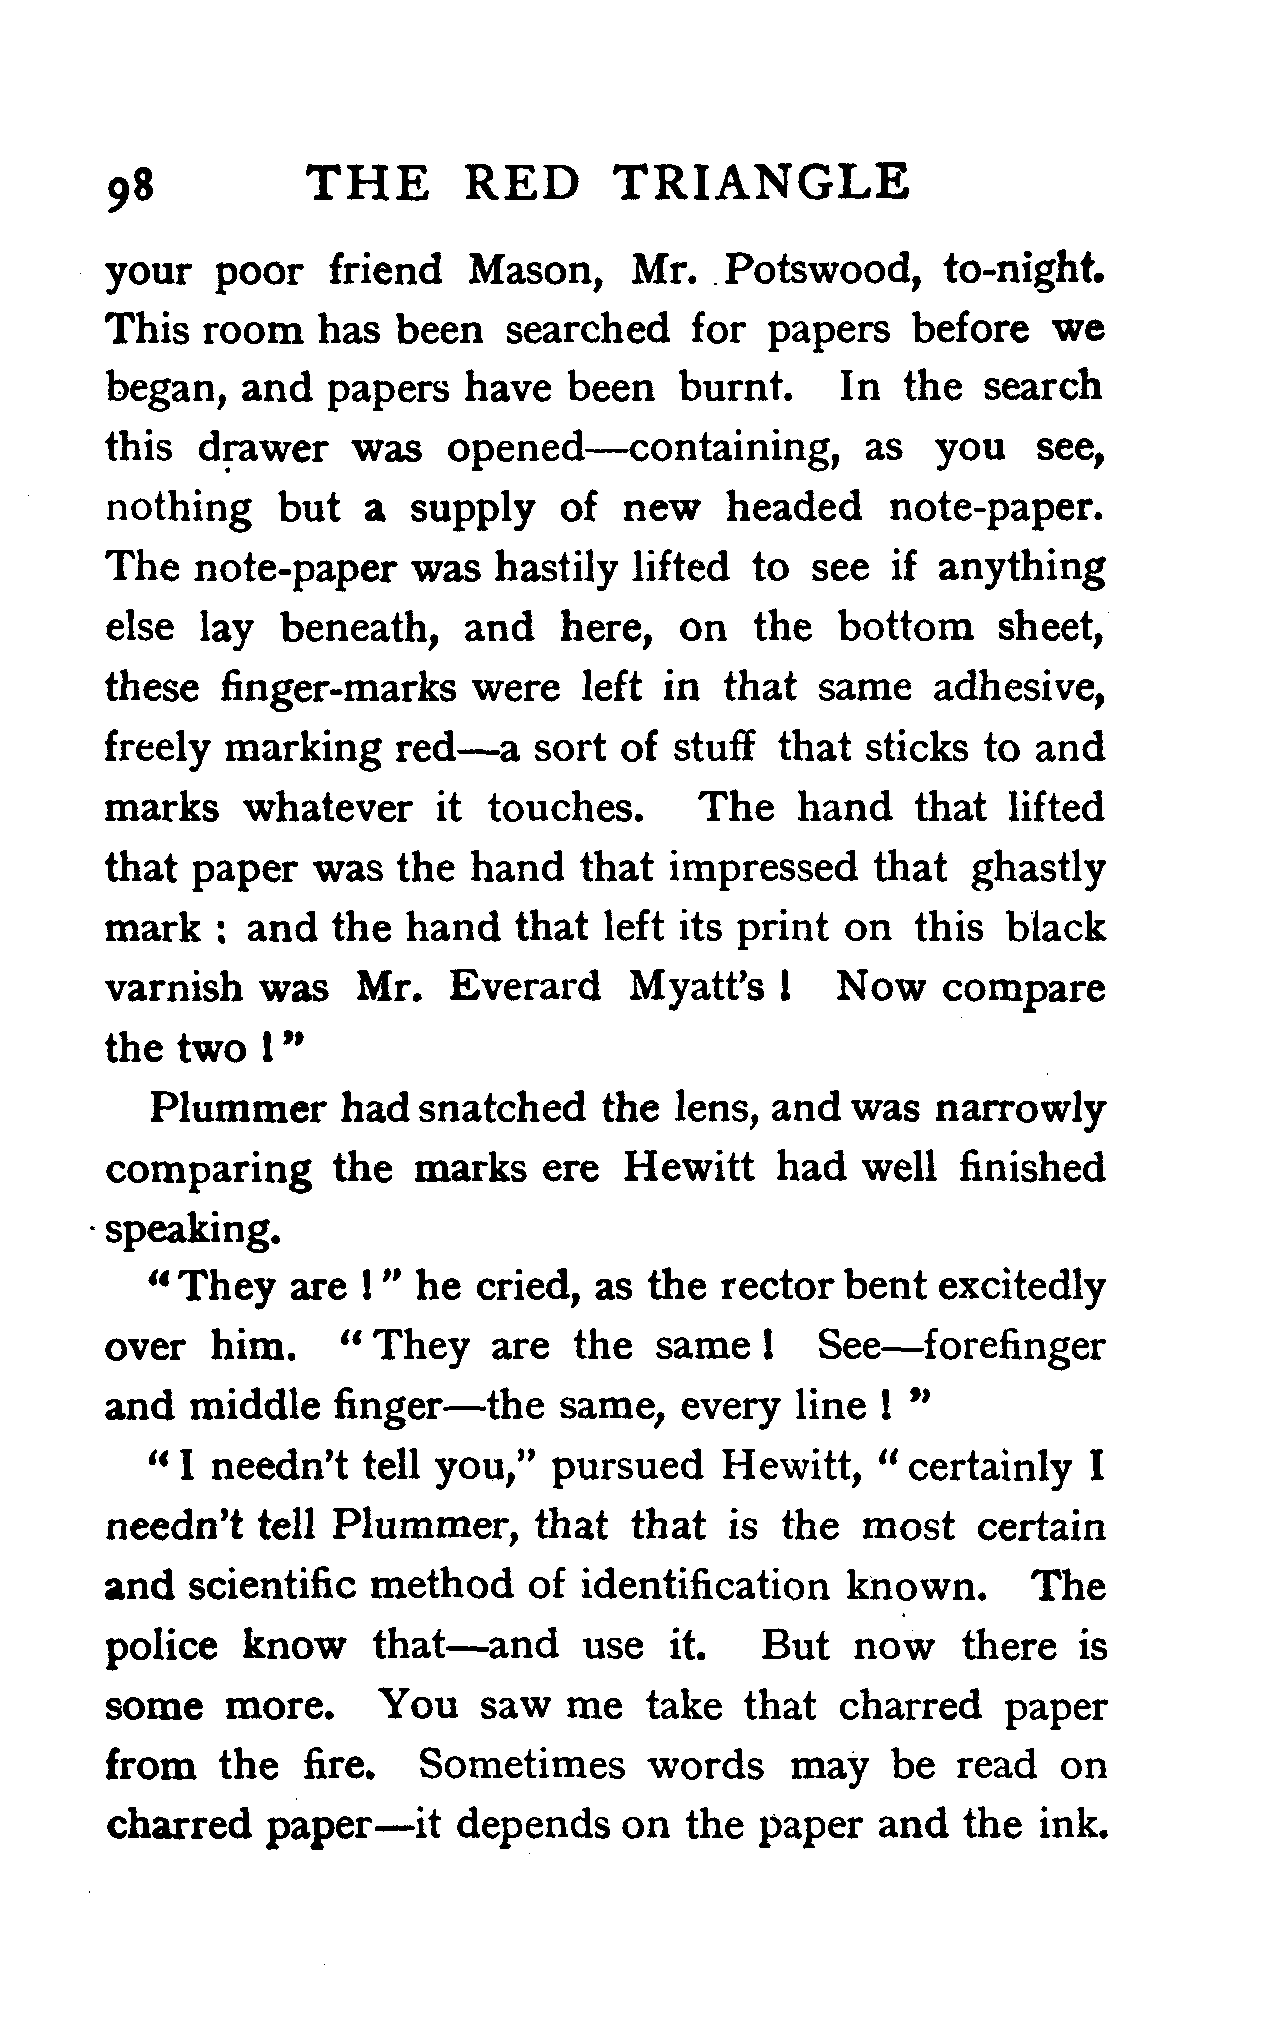 98 THE RED TRIANGLE
your poor friend Mason, Mr. Potswood, to-night.
This room has been searched for papers before we
began, and papers have been burnt. In the search
this drawer was opened—containing, as you see,
nothing but a supply of new headed note-paper.
The note-paper was hastily lifted to see if anything
else lay beneath, and here, on the bottom sheet,
these finger-marks were left in that same adhesive,
freely marking red—a sort of stuff that sticks to and
marks whatever it touches. The hand that lifted
that paper was the hand that impressed that ghastly
mark : and the hand that left its print on this black
varnish was Mr. Everard Myatt's ! Now compare
the two !"
Plummer had snatched the lens, and was narrowly
comparing the marks ere Hewitt had well finished
speaking.
"They are !" he cried, as the rector bent excitedly
over him. "They are the same ! See—forefinger
and middle finger—the same, every line ! "
"I needn't tell you," pursued Hewitt, "certainly I
needn't tell Plummer, that that is the most certain
and scientific method of identification known. The
police know that—and use it. But now there is
some more. You saw me take that charred paper
from the fire. Sometimes words may be read on
charred paper—it depends on the paper and the ink.